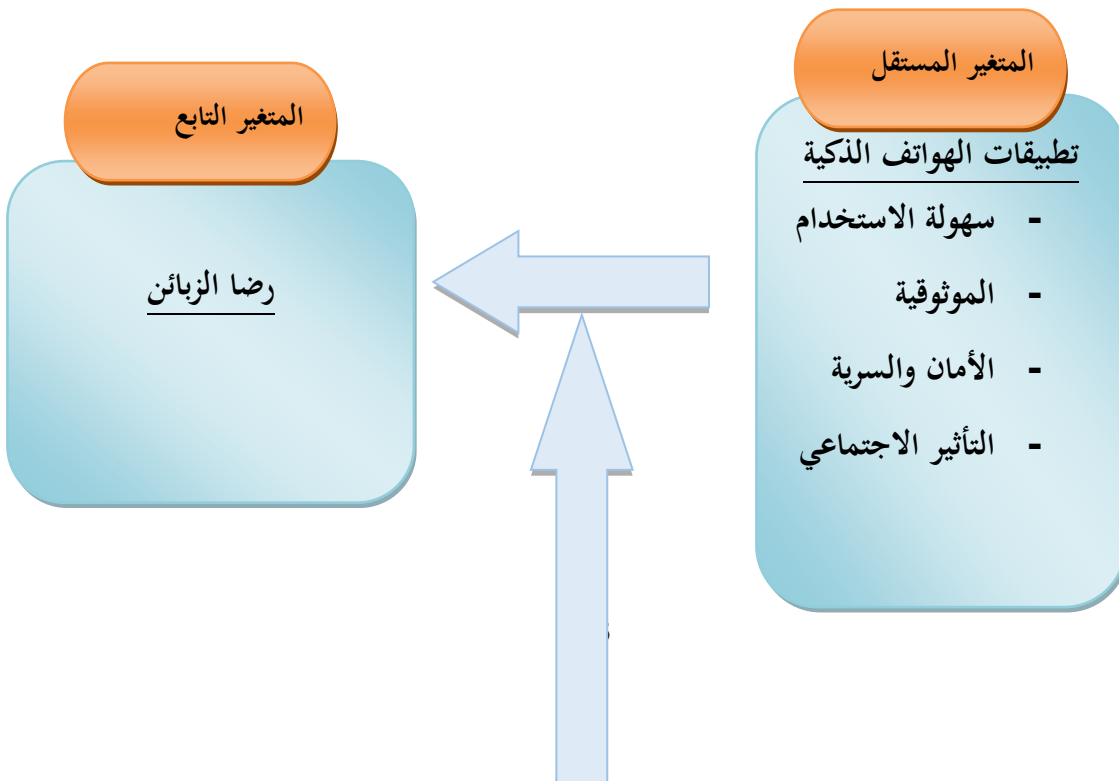 المتغير المستقل
تطبيقات الهواتف الذكية
- سهولة الاستخدام
- الموثوقية
- الأمان والسرية
- التأثير الاجتماعي
المتغير التابع
رضا الزبائن